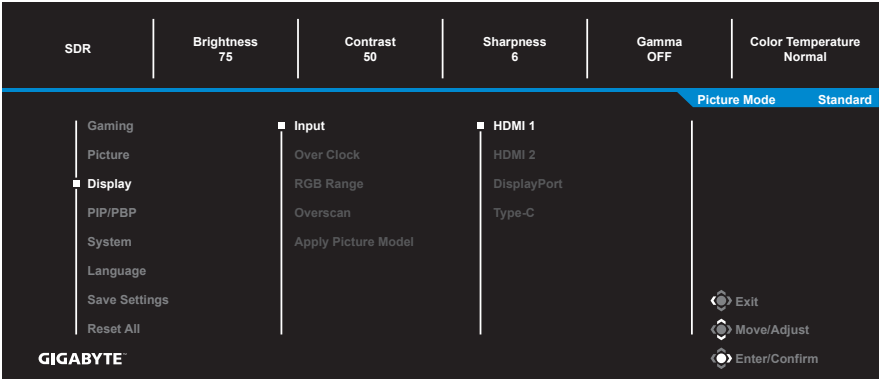 SDR
Brightness
75
Contrast
50
Sharpness
6
Gamma
OFF
Color Temperature
Normal
Picture Mode Standard
Gaming
Picture
Display
PIP/PBP
System
Language
Save Settings
Reset All
Input
Over Clock
RGB Range
Overscan
Apply Picture Model
HDMI 1
HDMI 2
DisplayPort
Type-C
Exit
Move/Adjust
Enter/Confirm
GIGABYTE™